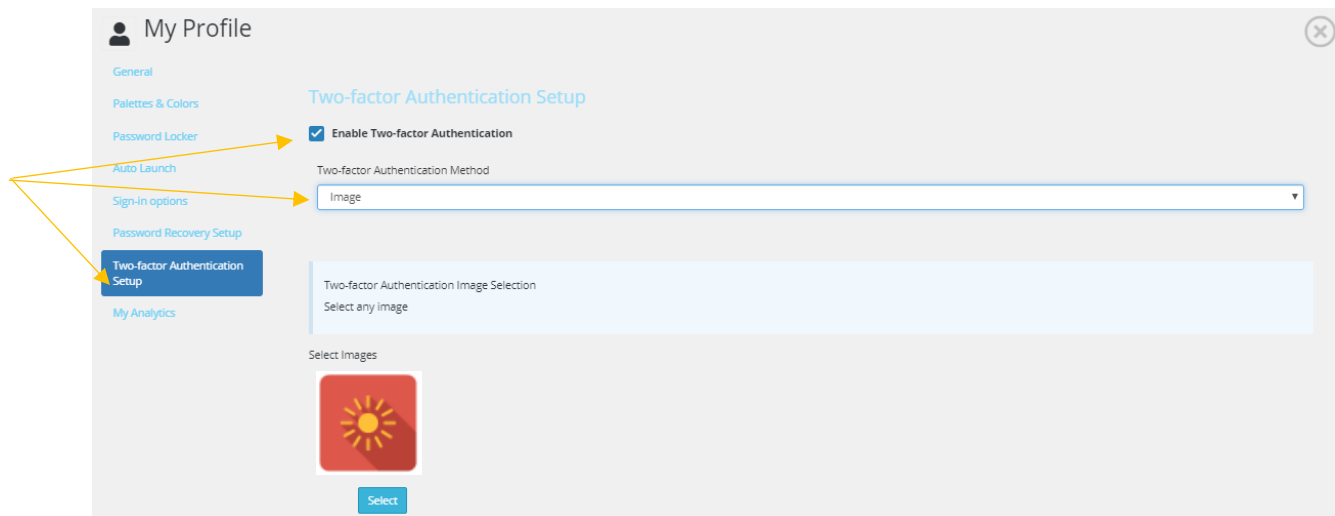 My Profile
General
Palettes & Colors
Password Locker
Auto Launch
Sign-in options
Password Recovery Setup
Two-factor Authentication
Setup
My Analytics
Two-factor Authentication Setup
Enable Two-factor Authentication
Two-factor Authentication Method
Image
Two-factor Authentication Image Selection
Select any image
Select Images
Select